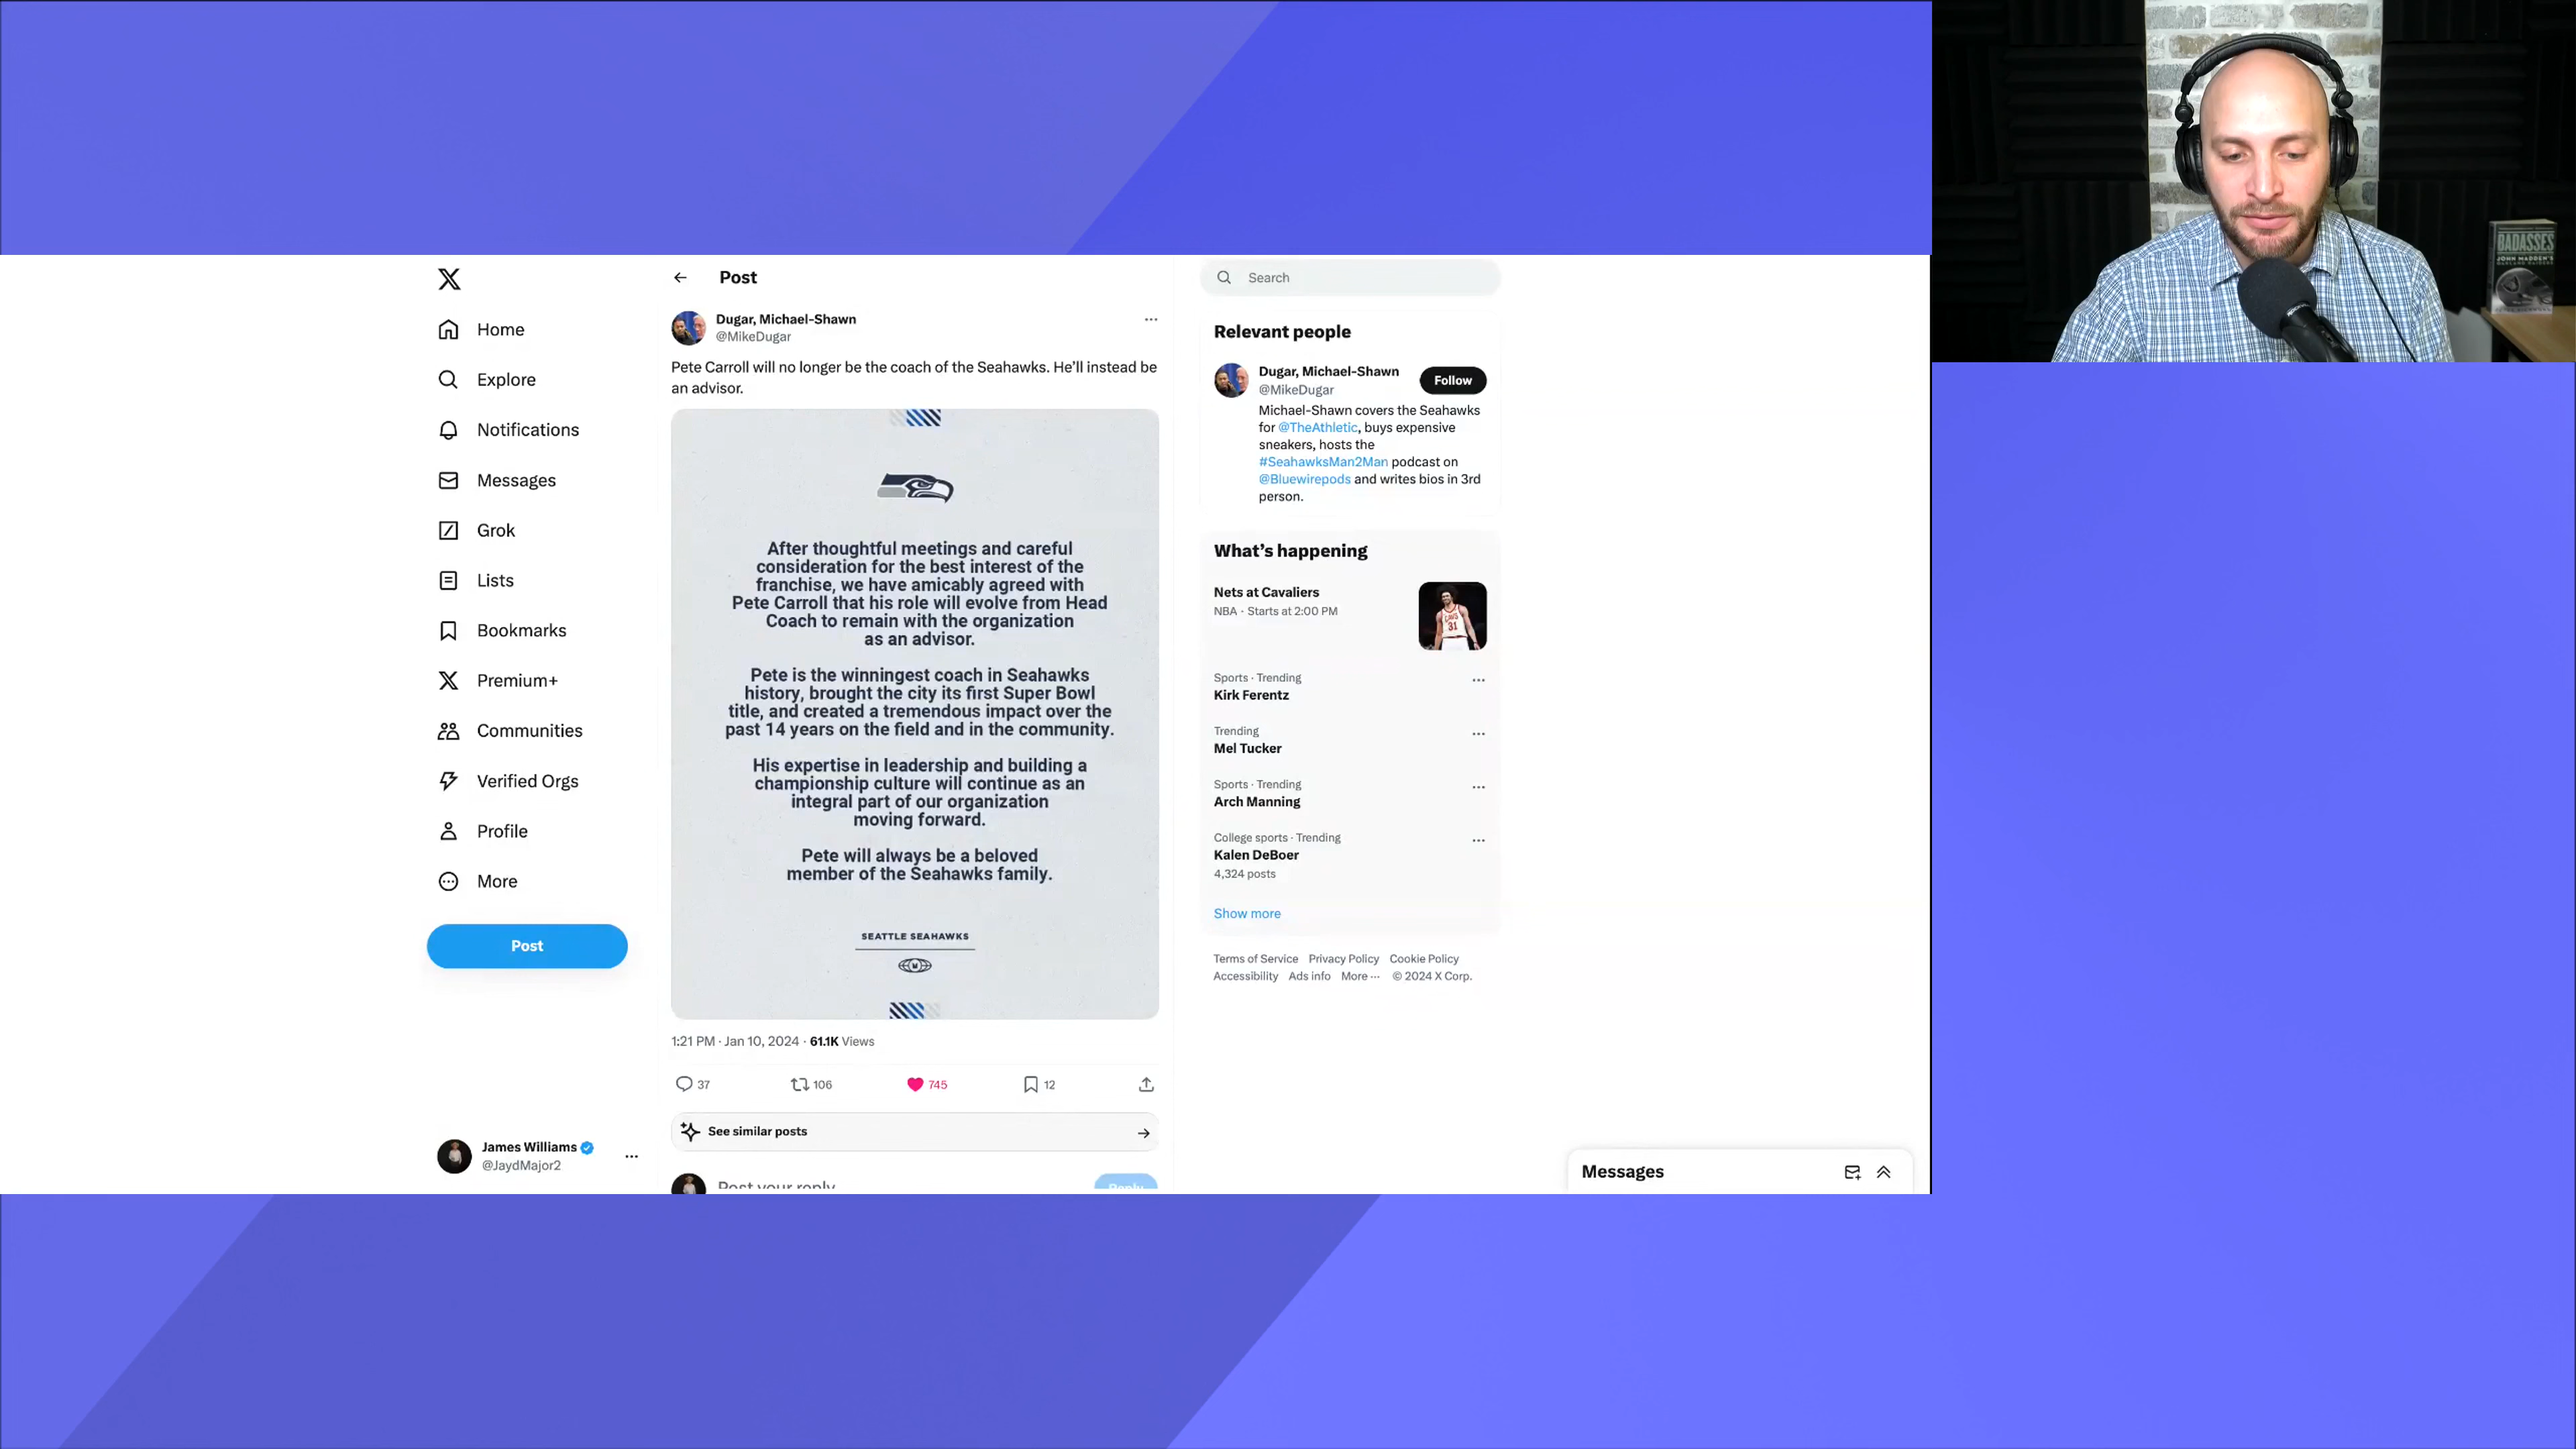 Home
Explore
Notifications
Messages
Grok
Lists
Bookmarks
Premium+
Communities
Verified Orgs
Profile
More
Post
James Williams
@JaydMajor2
Post
Dugar, Michael-Shawn
@MikeDugar
Pete Carroll will no longer be the coach of the Seahawks. He’ll instead be
an advisor.
After thoughtful meetings and careful
consideration for the best interest of the
franchise, we have amicably agreed with
Pete Carroll that his role will evolve from Head
Coach to remain with the organization
as an advisor.
Pete is the winningest coach in Seahawks
history, brought the city its first Super Bowl
title, and created a tremendous impact over the
past 14 years on the field and in the community.
His expertise in leadership and building a
championship culture will continue as an
integral part of our organization
moving forward.
Pete will always be a beloved
member of the Seahawks family.
SEATTLE SEAHAWKS
1:21 PM · Jan 10, 2024 · 61.1K Views
37 106 745 12
See similar posts
Post your reply
Reply
Search
Relevant people
Dugar, Michael-Shawn
@MikeDugar
Follow
Michael-Shawn covers the Seahawks
for @TheAthletic, buys expensive
sneakers, hosts the
#SeahawksMan2Man podcast on
@Bluewirepods and writes bios in 3rd
person.
What’s happening
Nets at Cavaliers
NBA · Starts at 2:00 PM
CAVS
31
Sports · Trending
Kirk Ferentz
Trending
Mel Tucker
Sports · Trending
Arch Manning
College sports · Trending
Kalen DeBoer
4,324 posts
Show more
Terms of Service Privacy Policy Cookie Policy
Accessibility Ads info More ··· © 2024 X Corp.
Messages
BADASSES
JOHN MADDEN'S